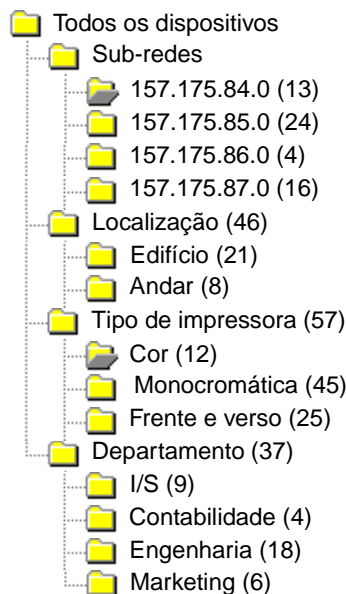 Todos os dispositivos
Sub-redes
157.175.84.0 (13)
157.175.85.0 (24)
157.175.86.0 (4)
157.175.87.0 (16)
Localização (46)
Edifício (21)
Andar (8)
Tipo de impressora (57)
Cor (12)
Monocromática (45)
Frente e verso (25)
Departamento (37)
I/S (9)
Contabilidade (4)
Engenharia (18)
Marketing (6)